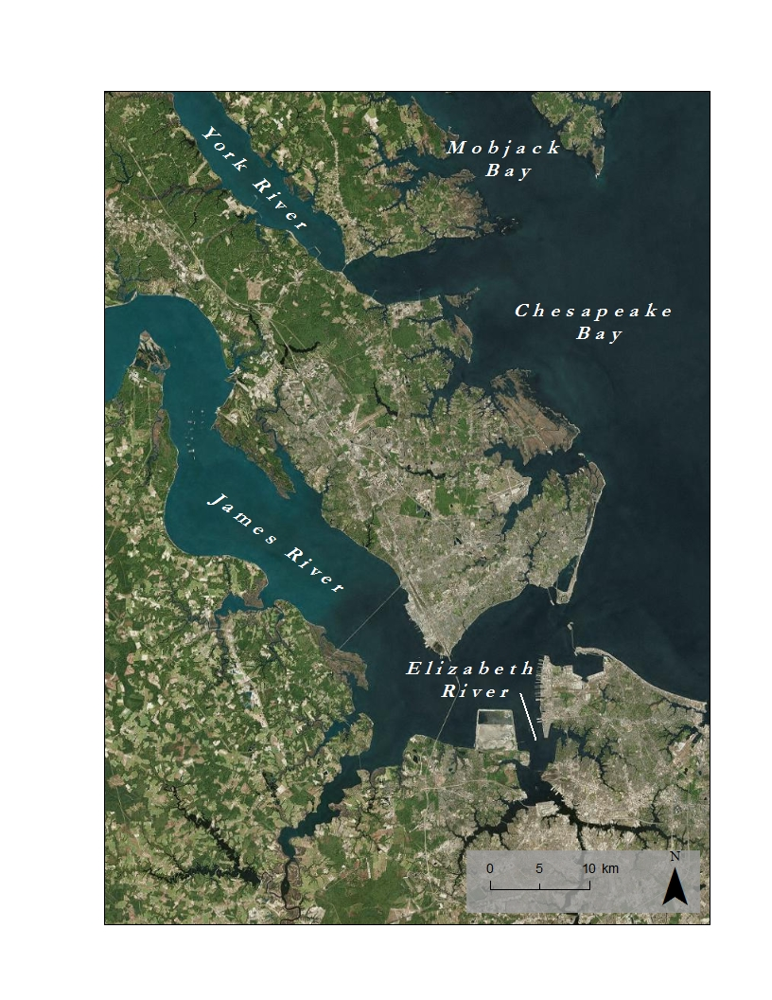 Mobjack
Bay
York River
Chesapeake
Bay
James River
Elizabeth
River
N
0 5 10 km